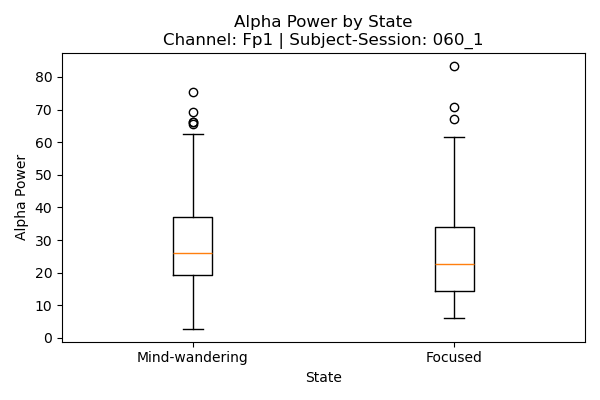 Alpha Power by State
Channel: Fp1 | Subject-Session: 060_1
80
70
60
50
40
30
20
10
0
Alpha Power
Mind-wandering
Focused
State